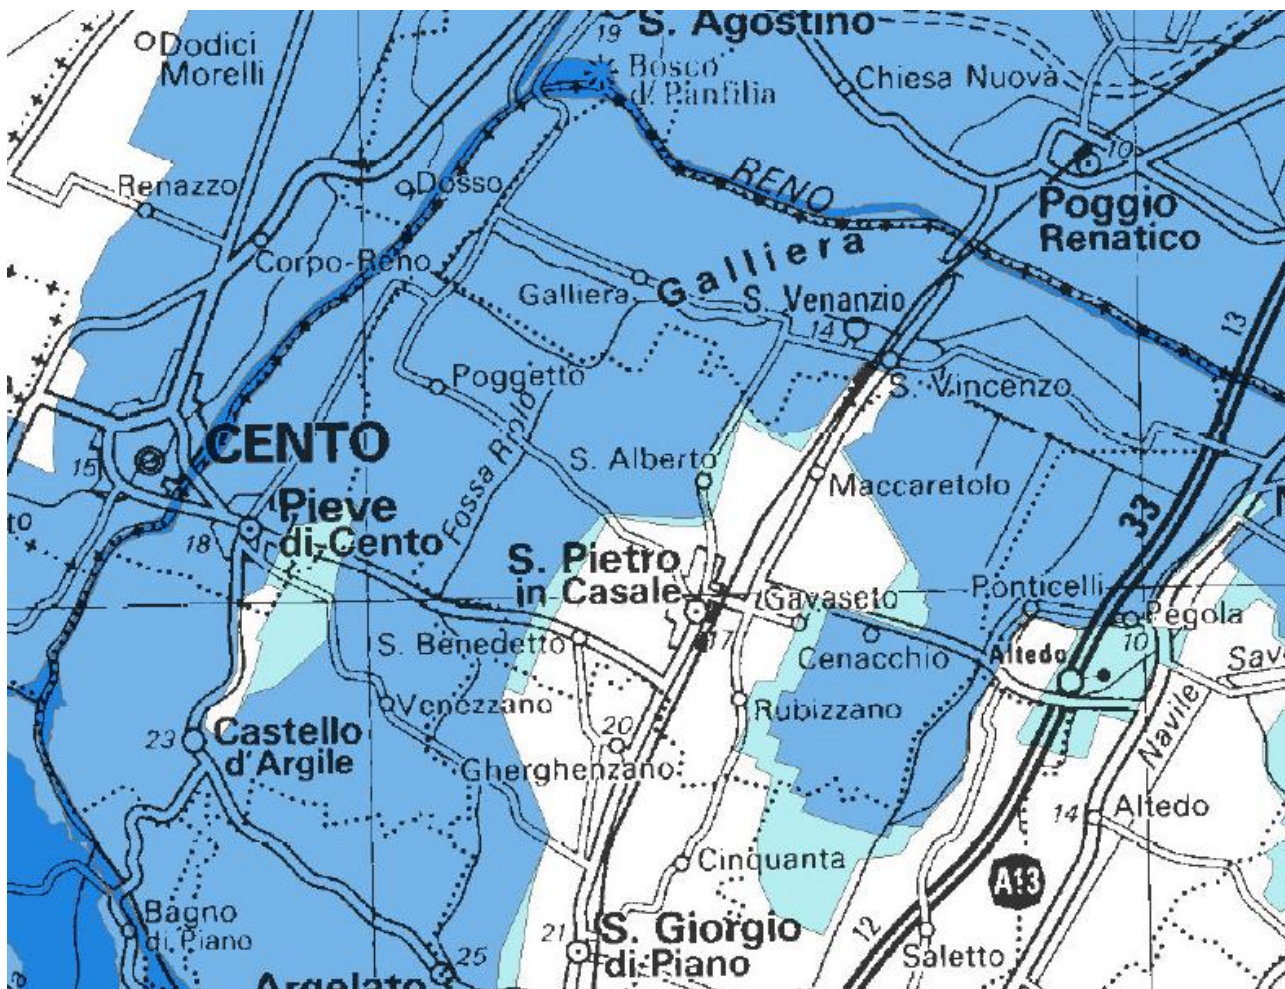 19
S. Agostino
Dodici
Morelli
Bosco
d. Panfilia
Chiesa Nuova
10
Renazzo
Dosso
RENO
Poggio
Renatico
Corpo-Reno
Galliera
Galliera
S. Venanzio
14
13
Poggetto
S. Vincenzo
CENTO
15
Fossa Riolo
S. Alberto
Maccaretolo
Pieve
di Cento
to
18
33
S. Pietro
in Casale
Gavaseto
Ponticelli
Pegola
17
10
S. Benedetto
Cenacchio
Altedo
Sav
Venezzano
Rubizzano
Navile
23
Castello
d'Argile
20
Gherghenzano
14
Altedo
Cinquanta
A13
Bagno
di Piano
12
21
S. Giorgio
di Piano
25
Saletto
Argelato